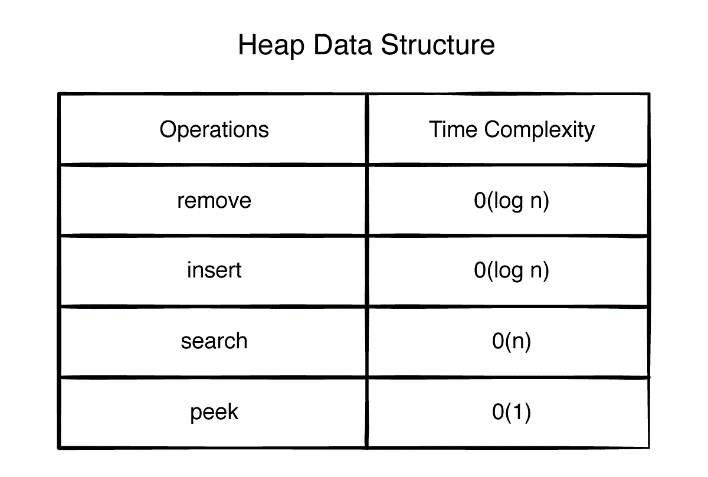 Heap Data Structure
Operations Time Complexity
remove 0(log n)
insert 0(log n)
search 0(n)
peek 0(1)